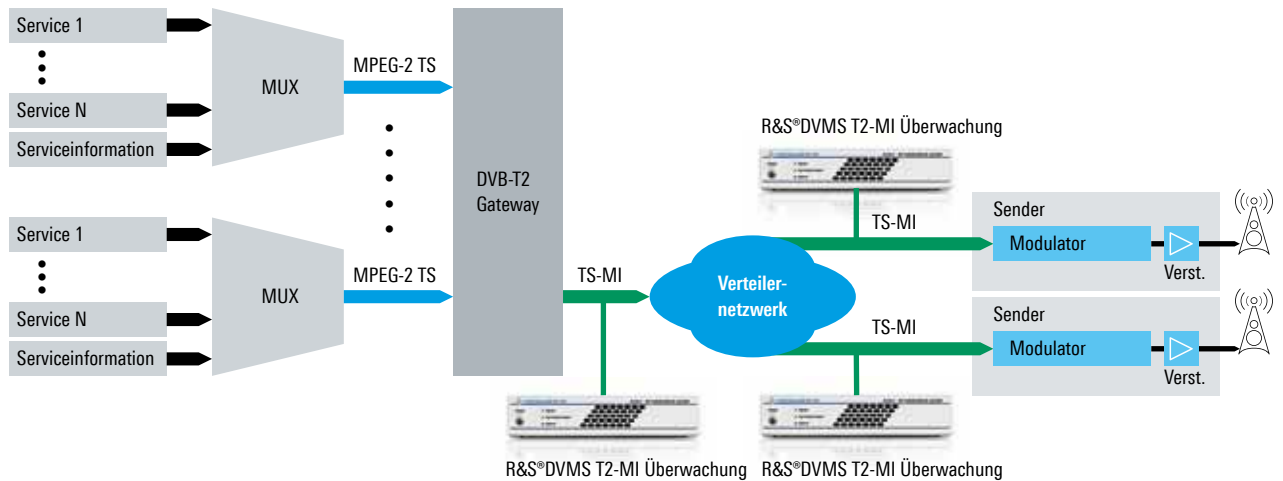 Service 1
Service N
Serviceinformation
MUX
MPEG-2 TS
Service 1
Service N
Serviceinformation
MUX
MPEG-2 TS
DVB-T2
Gateway
TS-MI
R&S®DVMS T2-MI Überwachung
Verteiler-
netzwerk
R&S®DVMS T2-MI Überwachung
TS-MI
Sender
Modulator
Verst.
TS-MI
Sender
Modulator
Verst.
R&S®DVMS T2-MI Überwachung